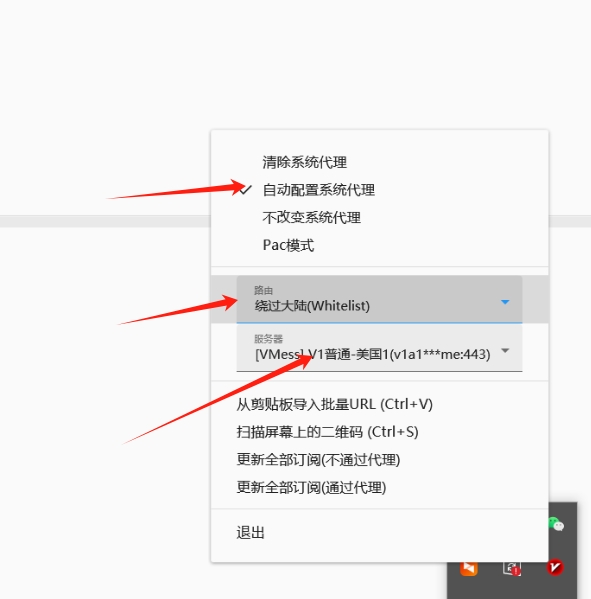 清除系统代理
自动配置系统代理
不改变系统代理
Pac模式
路由
绕过大陆(Whitelist)
服务器
[VMess] V1普通-美国1(v1a1***me:443)
从剪贴板导入批量URL (Ctrl+V)
扫描屏幕上的二维码 (Ctrl+S)
更新全部订阅(不通过代理)
更新全部订阅(通过代理)
退出